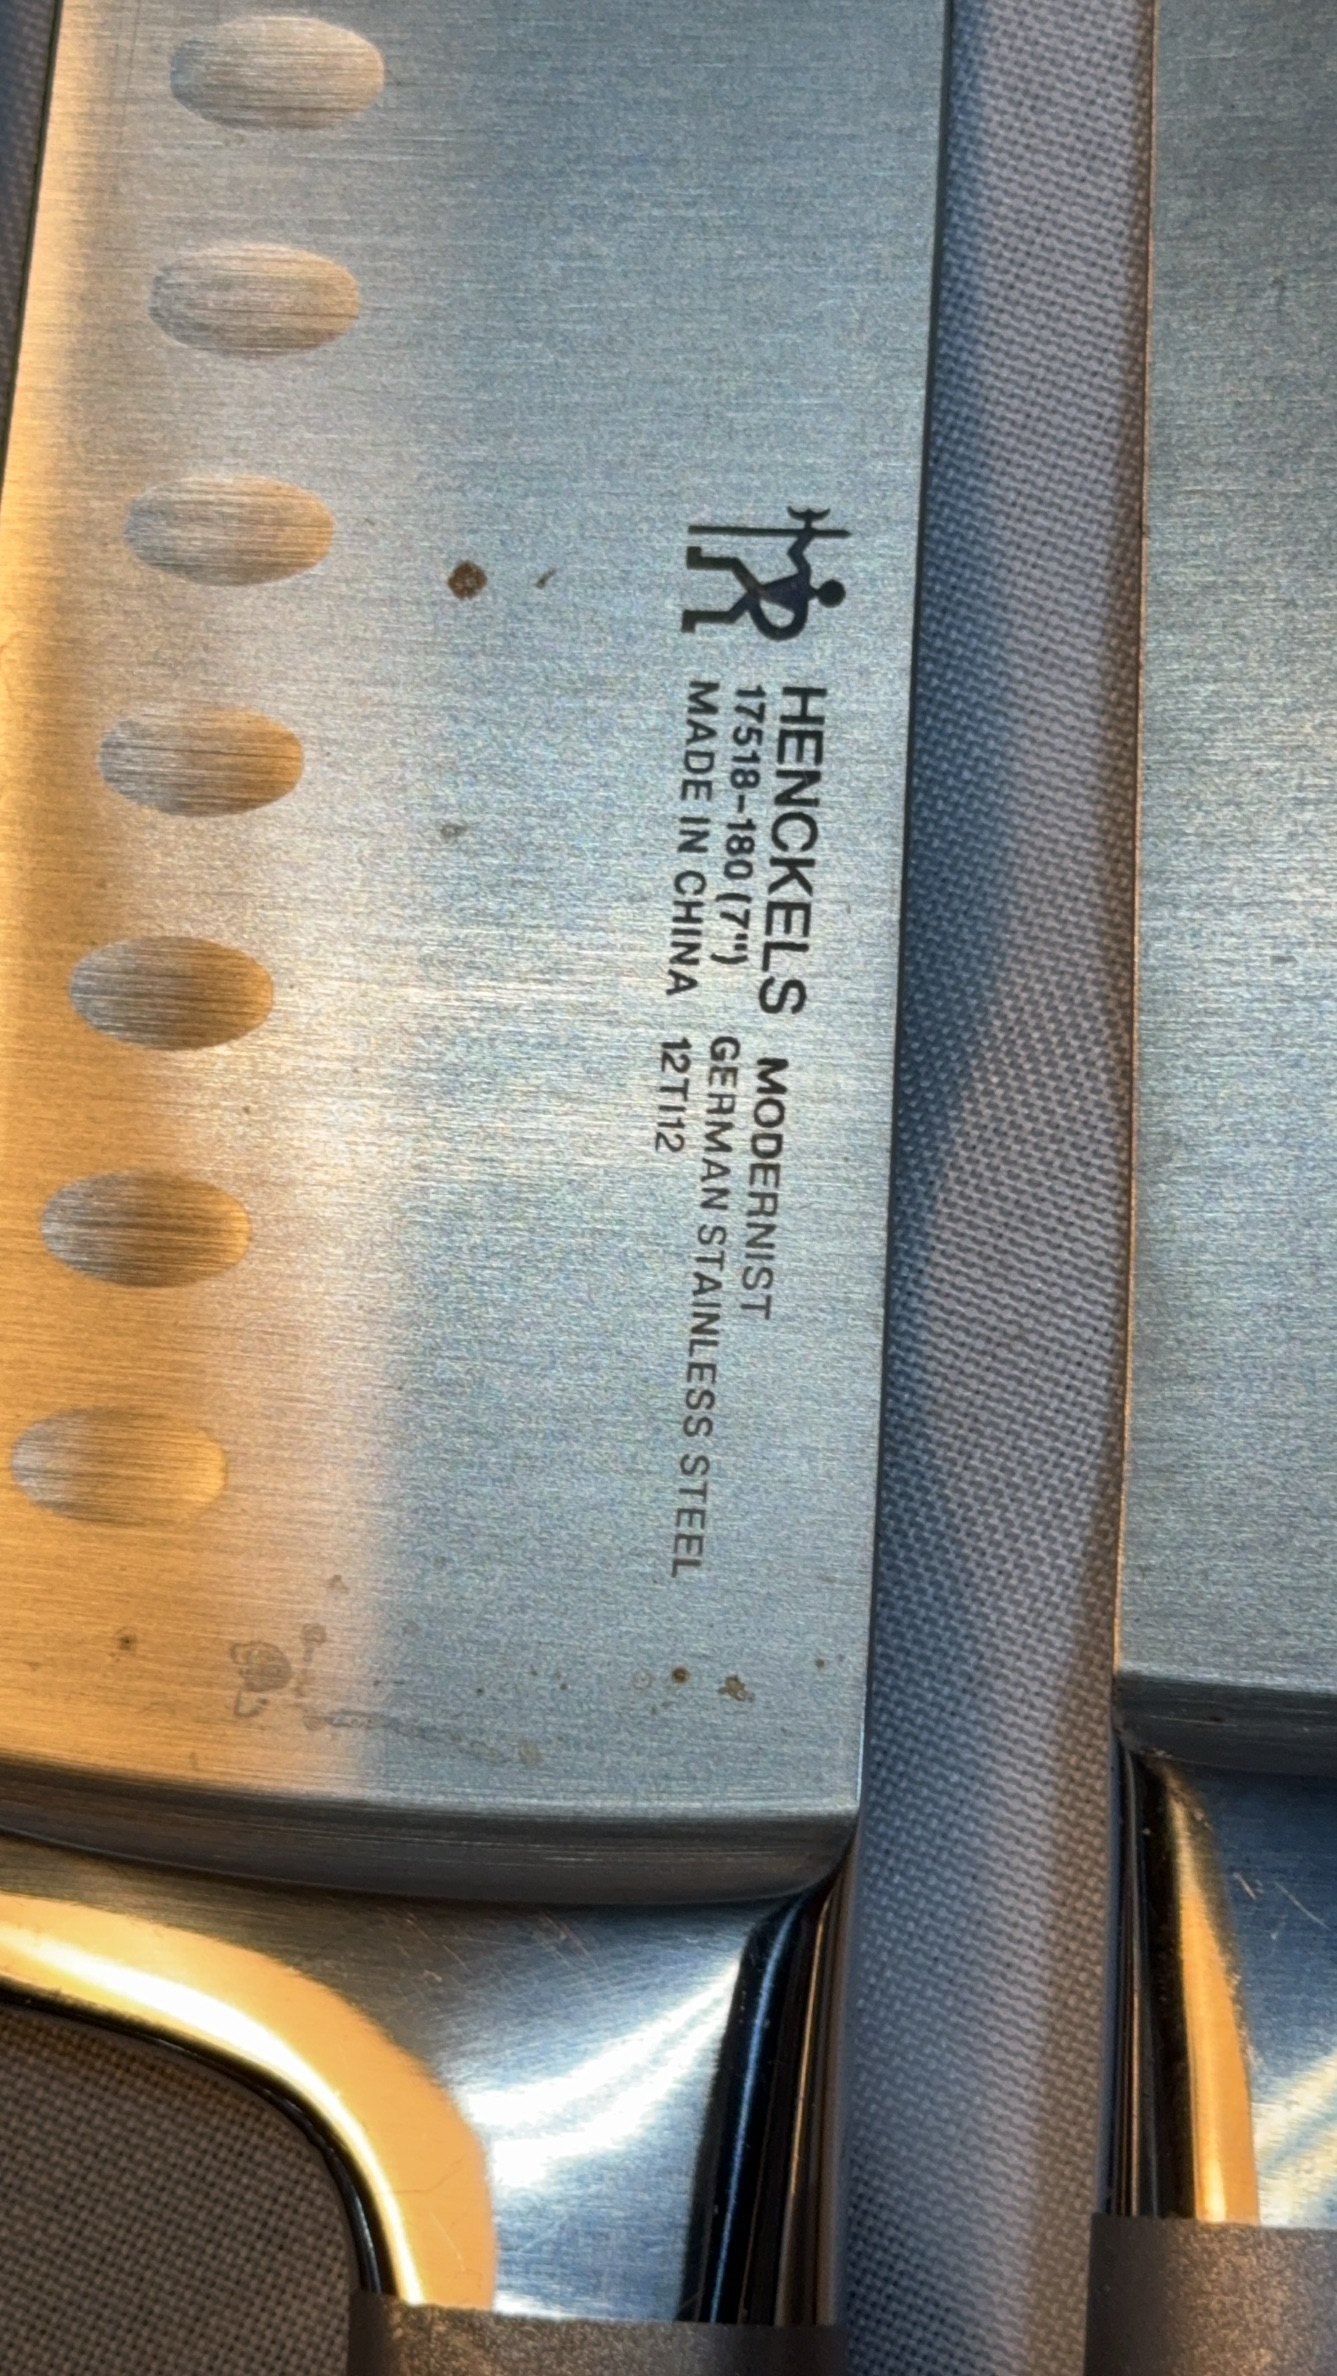 HENCKELS MODERNIST
17518-180 (7") GERMAN STAINLESS STEEL
MADE IN CHINA 12TI12